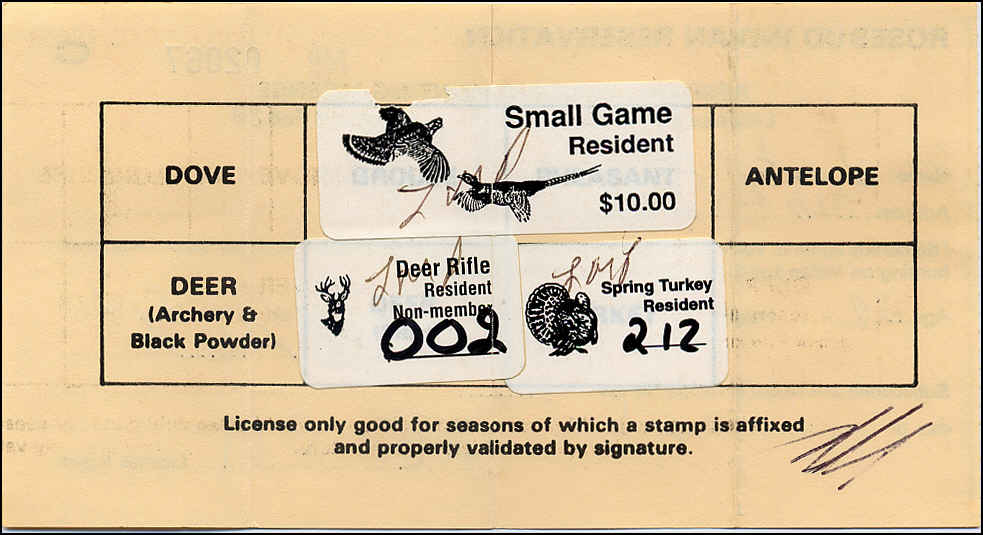 DOVE
Small Game
Resident
$10.00
ANTELOPE
DEER
(Archery &
Black Powder)
Deer Rifle
Resident
Non-member
002
Spring Turkey
Resident
212
License only good for seasons of which a stamp is affixed
and properly validated by signature.